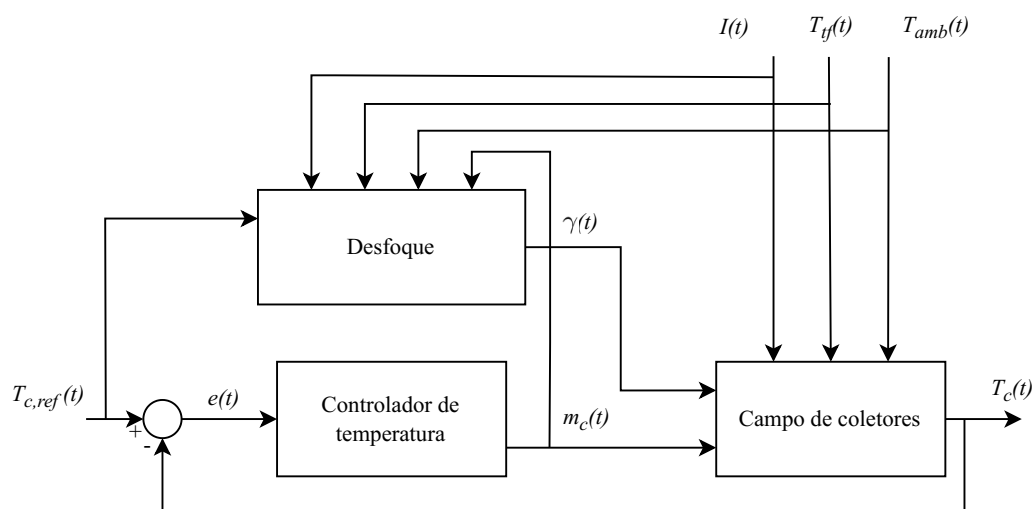 I(t)
T_tf(t)
T_amb(t)
Desfoque
γ(t)
T_c,ref(t)
+
-
e(t)
Controlador de
temperatura
m_c(t)
Campo de coletores
T_c(t)